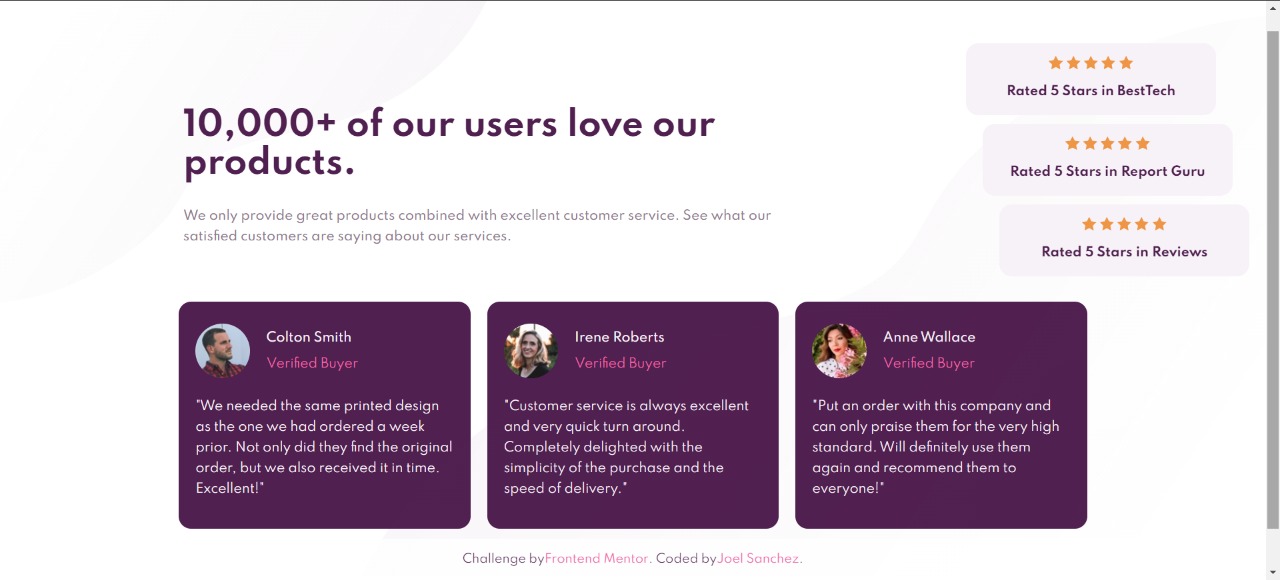 10,000+ of our users love our
products.
We only provide great products combined with excellent customer service. See what our
satisfied customers are saying about our services.
Rated 5 Stars in BestTech
Rated 5 Stars in Report Guru
Rated 5 Stars in Reviews
Colton Smith
Verified Buyer
"We needed the same printed design
as the one we had ordered a week
prior. Not only did they find the original
order, but we also received it in time.
Excellent!"
Irene Roberts
Verified Buyer
"Customer service is always excellent
and very quick turn around.
Completely delighted with the
simplicity of the purchase and the
speed of delivery."
Anne Wallace
Verified Buyer
"Put an order with this company and
can only praise them for the very high
standard. Will definitely use them
again and recommend them to
everyone!"
Challenge byFrontend Mentor. Coded byJoel Sanchez.